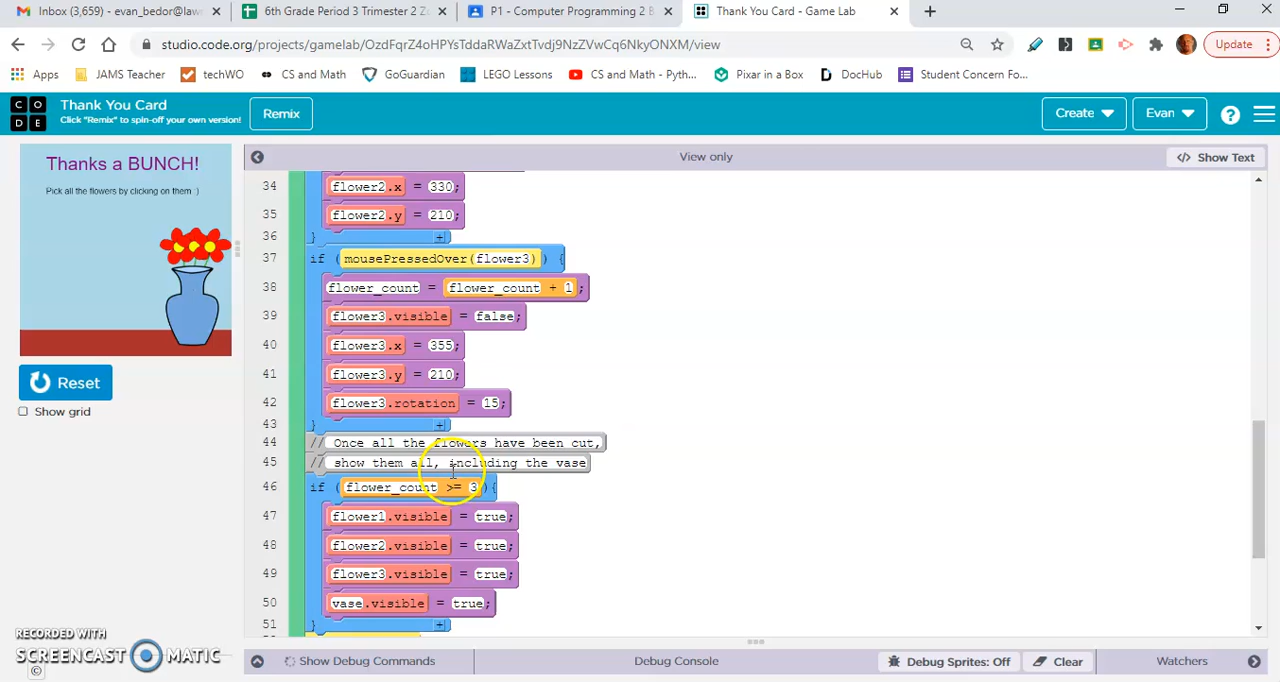 Inbox (3,659) - evan_bedor@law
6th Grade Period 3 Trimester 2
P1 - Computer Programming 2 B
Thank You Card - Game Lab
studio.code.org/projects/gamelab/OzdFqrZ4oHPYsTddtRWaZxtTvdj9NzZVwCq6NkyONXM/view
Update
Apps
JAMS Teacher
techWO
CS and Math
GoGuardian
LEGO Lessons
CS and Math - Pyth...
Pixar in a Box
DocHub
Student Concern Fo...
C O
D E
Thank You Card
Click "Remix" to spin-off your own version!
Remix
Create
Evan
?
View only
</> Show Text
Thanks a BUNCH!
Pick all the flowers by clicking on them :)
Reset
Show grid
34 flower2.x = 330;
35 flower2.y = 210;
36 }
37 if (mousePressedOver(flower3)) {
38 flower_count = flower_count + 1;
39 flower3.visible = false;
40 flower3.x = 355;
41 flower3.y = 210;
42 flower3.rotation = 15;
43 }
44 // Once all the flowers have been cut,
45 // show them all, including the vase
46 if (flower_count >= 3){
47 flower1.visible = true;
48 flower2.visible = true;
49 flower3.visible = true;
50 vase.visible = true;
51 }
RECORDED WITH
SCREENCAST MATIC
©
Show Debug Commands
Debug Console
Debug Sprites: Off
Clear
Watchers